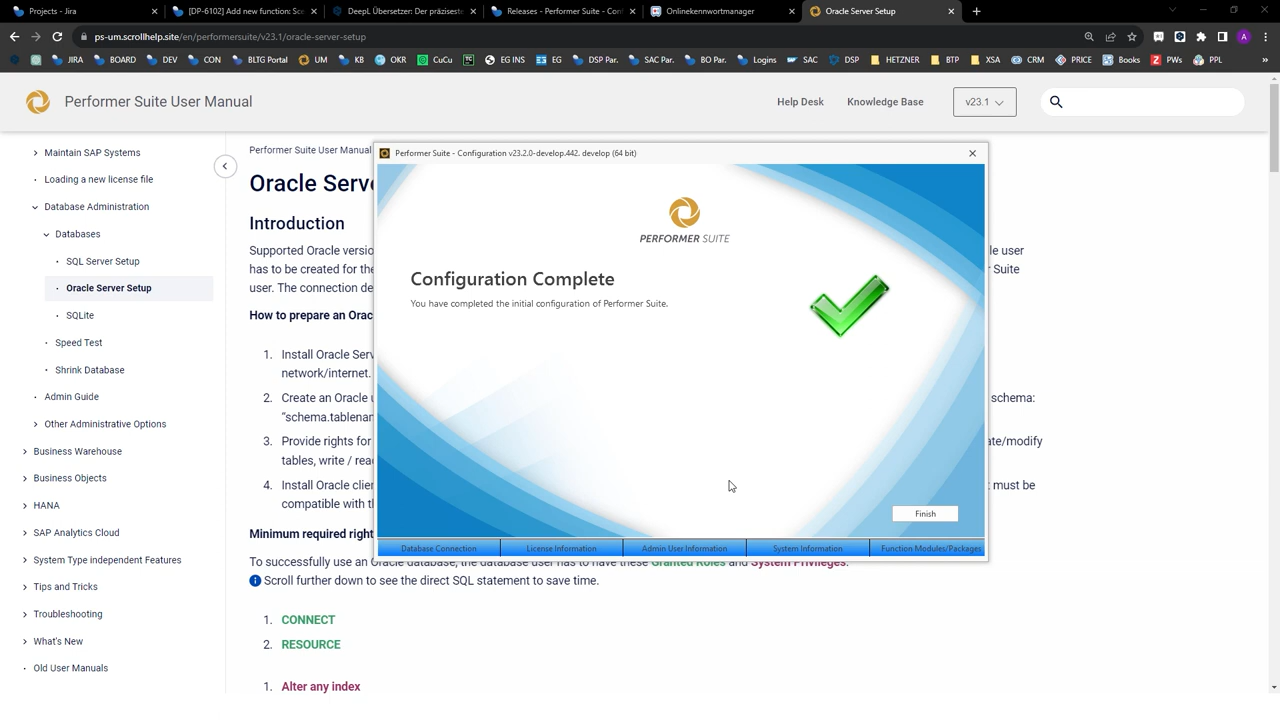 Projects - Jira
[DP-6102] Add new function: Sce
DeepL Übersetzer: Der präziseste
Releases - Performer Suite - Con
Onlinekennwortmanager
Oracle Server Setup
ps-um.scrollhelp.site/en/performersuite/v23.1/oracle-server-setup
A
JIRA
BOARD
DEV
CON
BLTG Portal
UM
KB
OKR
CuCu
TC
EG INS
EG
DSP Par.
SAC Par.
BO Par.
Logins
SAC
DSP
HETZNER
BTP
XSA
CRM
PRICE
Books
PWs
PPL
»
Performer Suite User Manual
Help Desk
Knowledge Base
v23.1
Maintain SAP Systems
Loading a new license file
Database Administration
Databases
SQL Server Setup
Oracle Server Setup
SQLite
Speed Test
Shrink Database
Admin Guide
Other Administrative Options
Business Warehouse
Business Objects
HANA
SAP Analytics Cloud
System Type independent Features
Tips and Tricks
Troubleshooting
What's New
Old User Manuals
Performer Suite User Manual
Oracle Serve
Introduction
Supported Oracle versio
le user
has to be created for the
r Suite
user. The connection de
How to prepare an Orac
1. Install Oracle Serv
network/internet.
2. Create an Oracle u
schema:
"schema.tablenam
3. Provide rights for
ate/modify
tables, write / rea
4. Install Oracle clien
t must be
compatible with th
Minimum required right
To successfully use an Oracle database, the database user has to have these Granted Roles and System Privileges.
Scroll further down to see the direct SQL statement to save time.
1. CONNECT
2. RESOURCE
1. Alter any index
Performer Suite - Configuration v23.2.0-develop.442. develop (64 bit)
PERFORMER SUITE
Configuration Complete
You have completed the initial configuration of Performer Suite.
Finish
Database Connection
License Information
Admin User Information
System Information
Function Modules/Packages